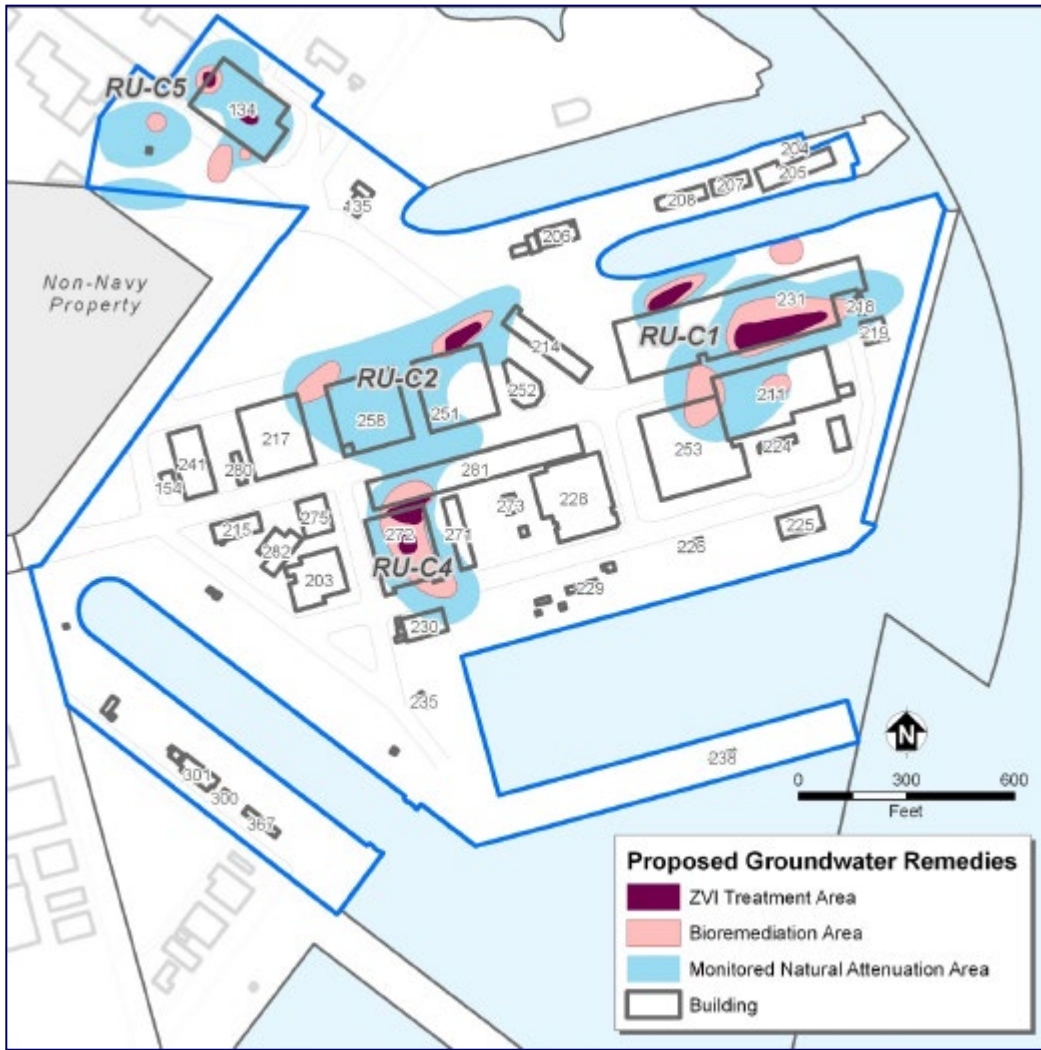 RU-C5
134
204
205
207
208
135
206
Non-Navy
Property
231
218
RU-C1
219
214
RU-C2
252
251
258
211
217
253
224
241
281
280
154
228
273
275
272
271
215
225
282
226
RU-C4
203
229
230
235
N
238
0 300 600
Feet
301
300
367
Proposed Groundwater Remedies
ZVI Treatment Area
Bioremediation Area
Monitored Natural Attenuation Area
Building